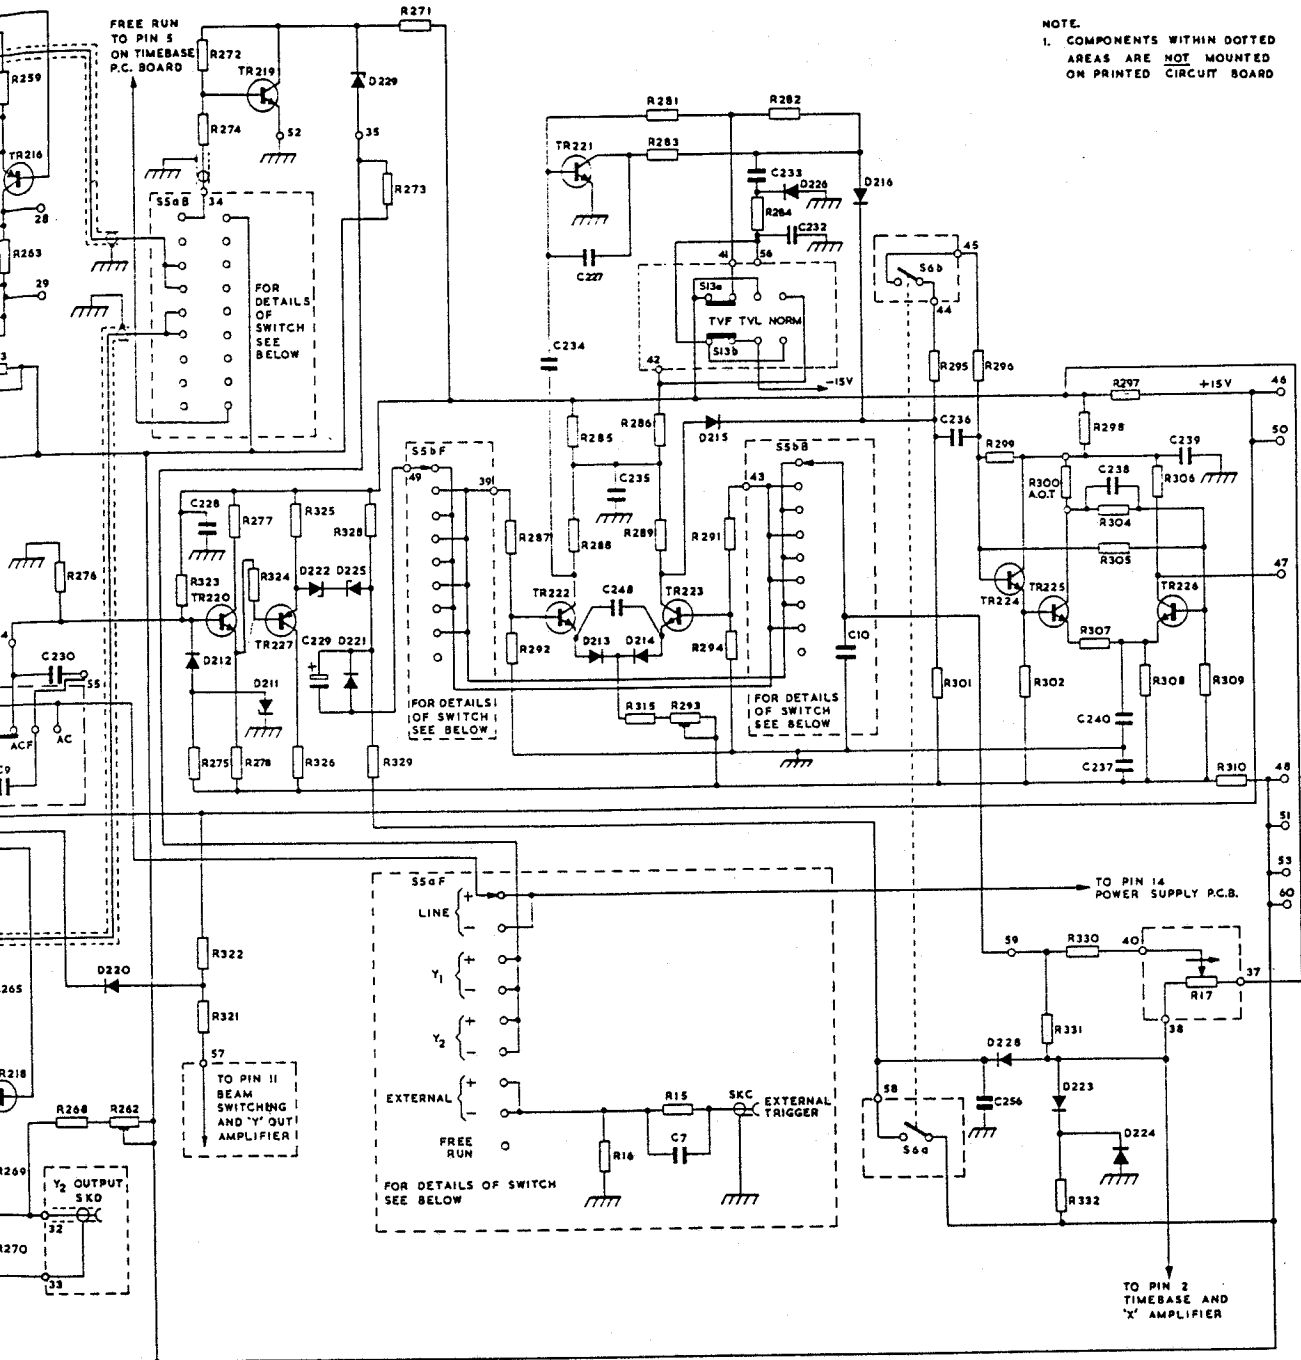 FREE RUN
TO PIN 5
ON TIMEBASE
P.C. BOARD
R271
NOTE.
1. COMPONENTS WITHIN DOTTED
AREAS ARE NOT MOUNTED
ON PRINTED CIRCUIT BOARD
R259
R272
TR219
D229
R274
52
35
TR216
28
R263
29
S5aB
34
R273
FOR
DETAILS
OF
SWITCH
SEE
BELOW
R281
R282
TR221
R283
C233
D226
D216
R284
C232
C227
41
56
S13a
TVF TVL NORM
S13b
42
-15V
C234
45
S6b
44
R295
R296
R297
+15V
46
50
R285
R286
D215
C236
R298
C239
R299
S5bF
49
39
C235
S5bB
43
R300
A.O.T
C238
R306
R304
R305
47
C228
R277
R325
R328
R287
R288
R289
R291
R276
R323
R324
D222
D225
TR220
TR227
TR222
C248
TR223
TR224
TR225
TR226
C229
D221
D212
D211
R292
D213
D214
R294
C10
R307
C230
S5
ACF
AC
C9
R275
R278
R326
R329
FOR DETAILS
OF SWITCH
SEE BELOW
R315
R293
FOR DETAILS
OF SWITCH
SEE BELOW
R301
R302
R308
R309
C240
C237
R310
48
51
53
60
S5aF
LINE
+
-
Y1
+
-
Y2
+
-
EXTERNAL
+
-
FREE
RUN
TO PIN 14
POWER SUPPLY P.C.B.
R322
D220
R321
57
TO PIN 11
BEAM
SWITCHING
AND 'Y' OUT
AMPLIFIER
R265
R218
R268
R262
R269
Y2 OUTPUT
SKD
32
R270
33
R15
SKC
EXTERNAL
TRIGGER
C7
R16
FOR DETAILS OF SWITCH
SEE BELOW
59
R330
40
R17
37
38
R331
D228
58
C256
S6a
D223
D224
R332
TO PIN 2
TIMEBASE AND
'X' AMPLIFIER